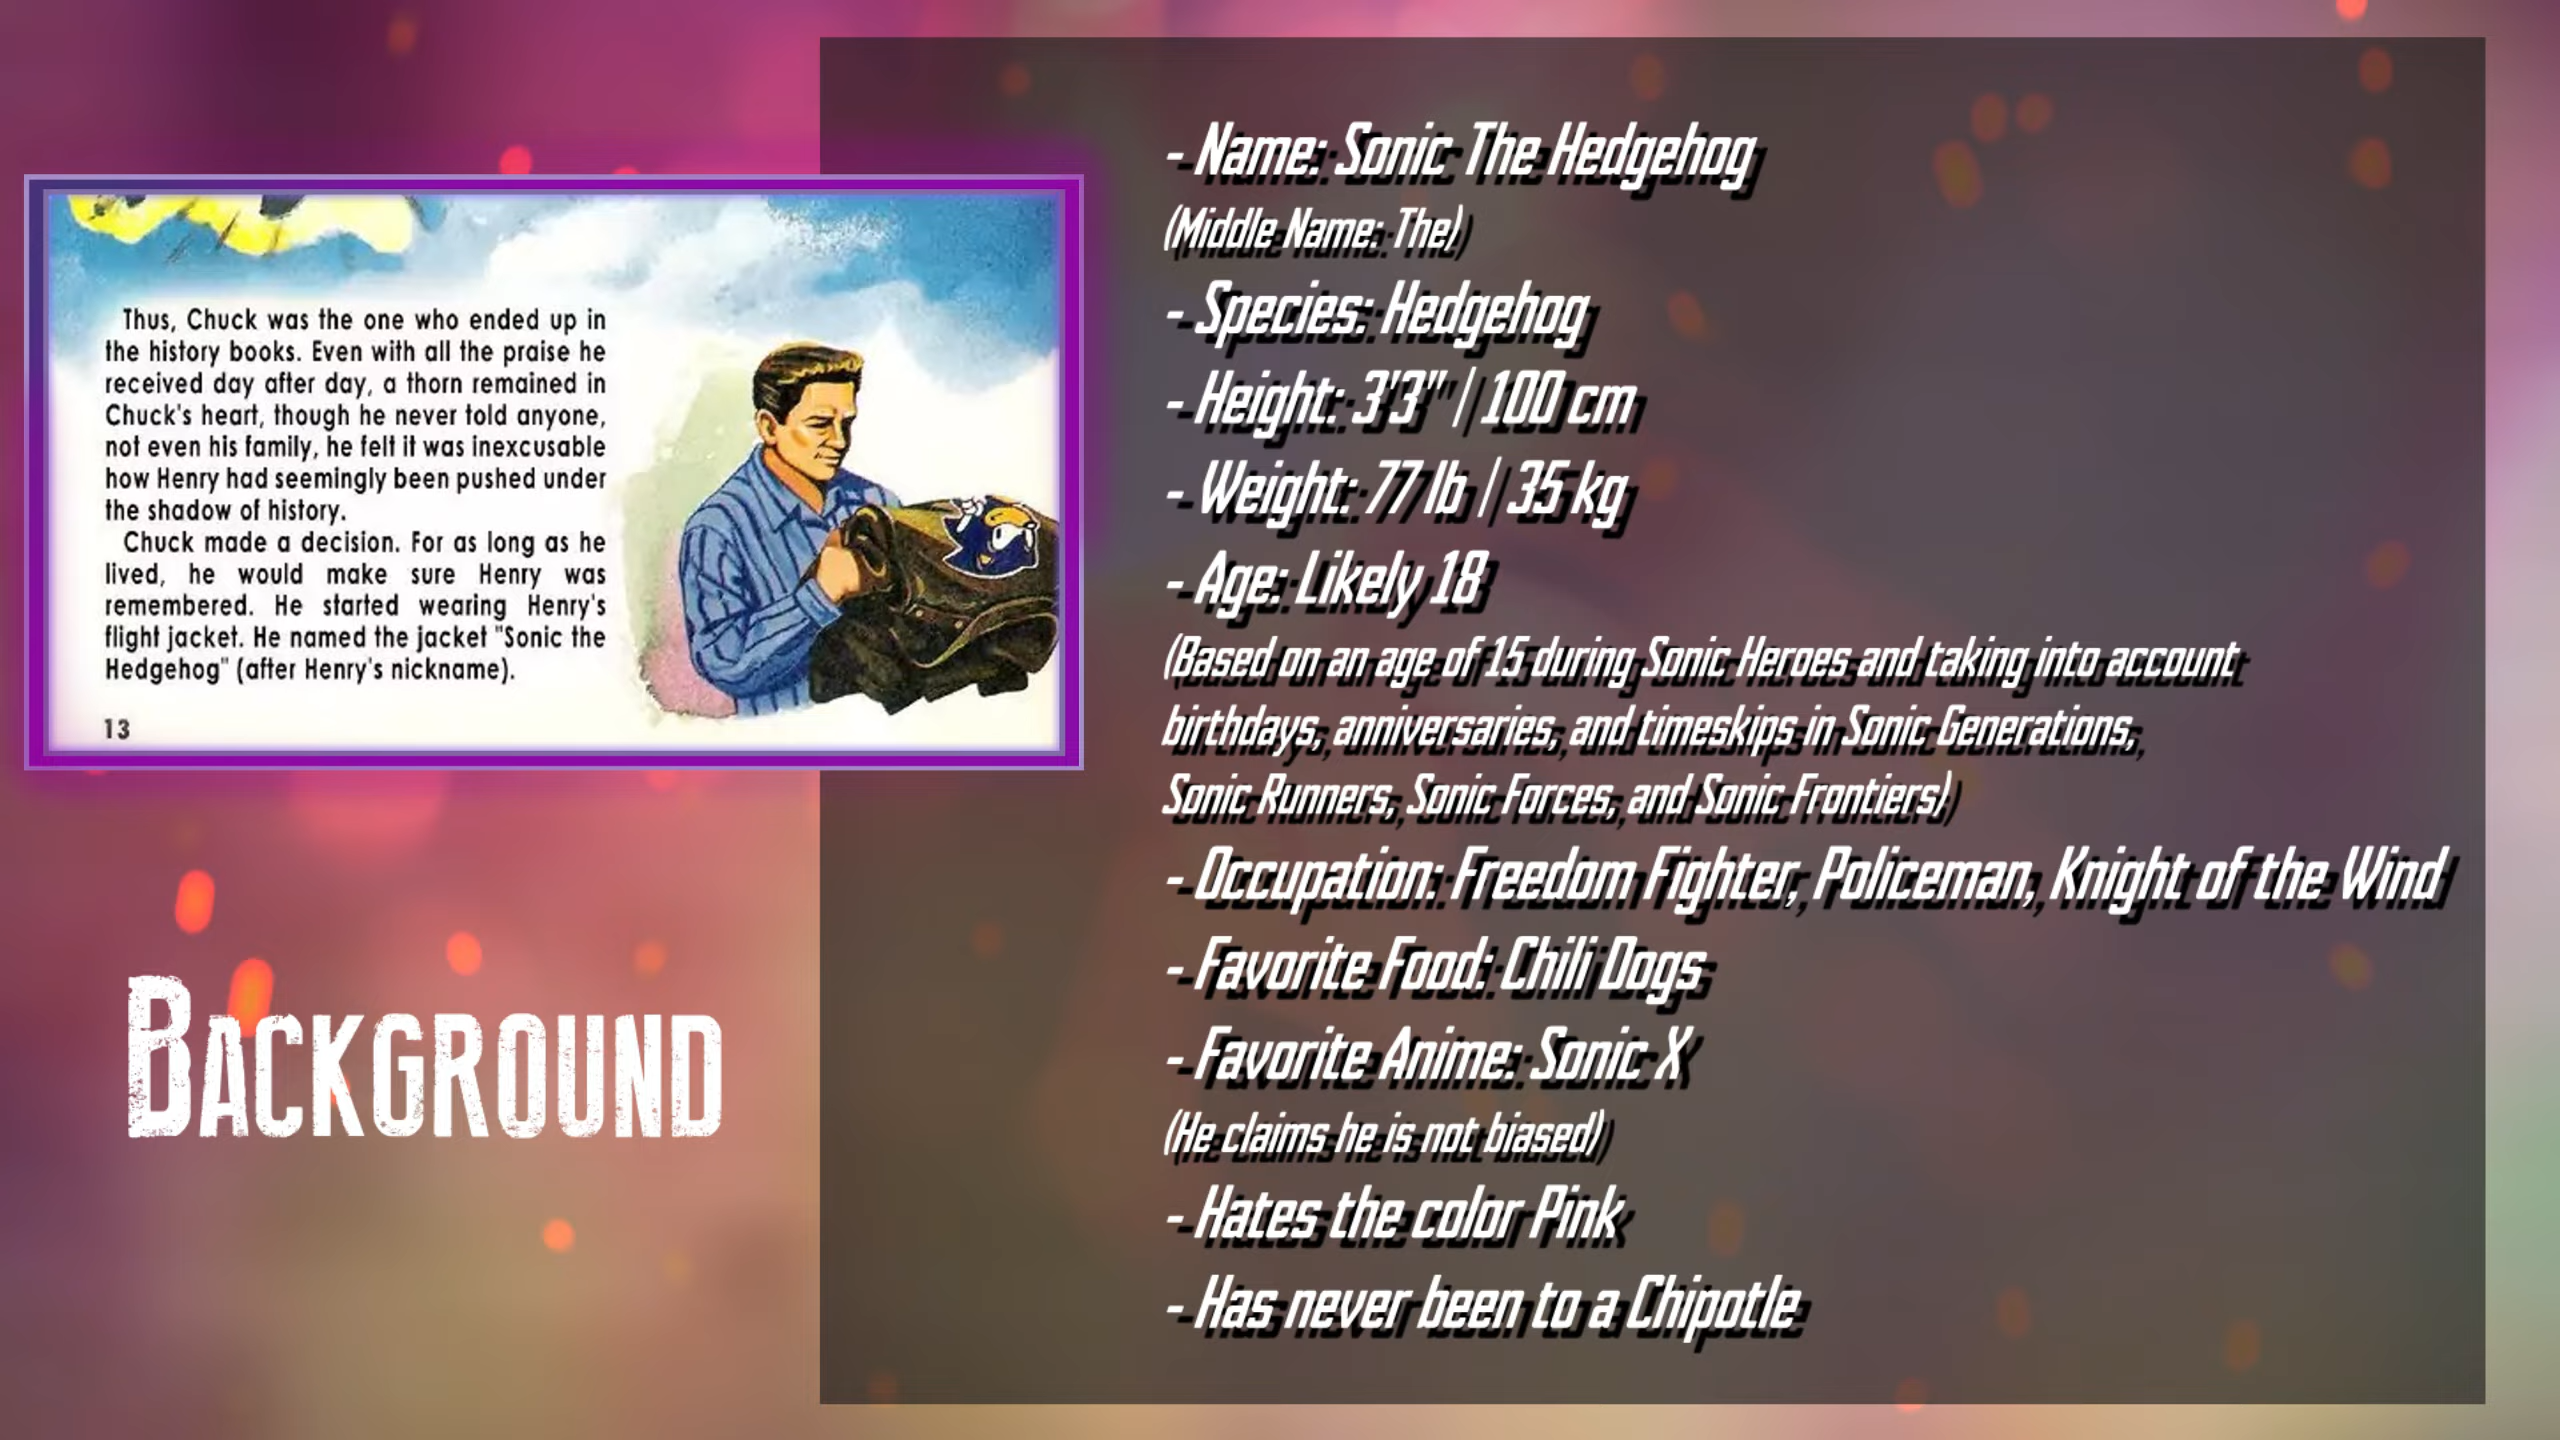 Thus, Chuck was the one who ended up in
the history books. Even with all the praise he
received day after day, a thorn remained in
Chuck's heart, though he never told anyone,
not even his family, he felt it was inexcusable
how Henry had seemingly been pushed under
the shadow of history.
Chuck made a decision. For as long as he
lived, he would make sure Henry was
remembered. He started wearing Henry's
flight jacket. He named the jacket "Sonic the
Hedgehog" (after Henry's nickname).
13
Background
- Name: Sonic The Hedgehog
(Middle Name: The)
- Species: Hedgehog
- Height: 3'3" | 100 cm
- Weight: 77 lb | 35 kg
- Age: Likely 18
(Based on an age of 15 during Sonic Heroes and taking into account
birthdays, anniversaries, and timeskips in Sonic Generations,
Sonic Runners, Sonic Forces, and Sonic Frontiers)
- Occupation: Freedom Fighter, Policeman, Knight of the Wind
- Favorite Food: Chili Dogs
- Favorite Anime: Sonic X
(He claims he is not biased)
- Hates the color Pink
- Has never been to a Chipotle